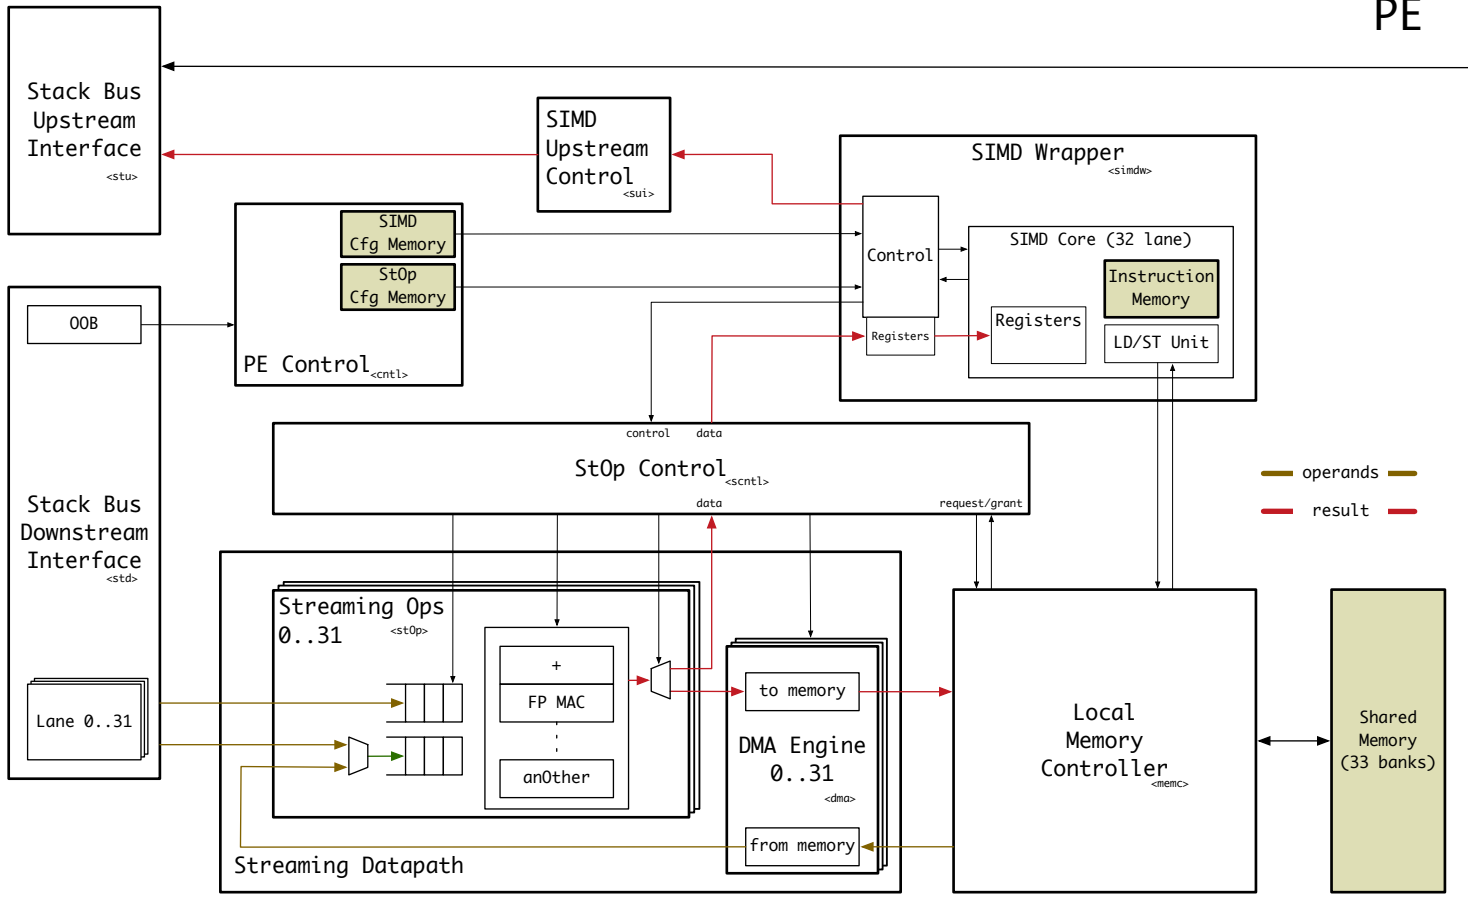 PE
Stack Bus
Upstream
Interface
<stu>
SIMD
Upstream
Control
<sui>
SIMD Wrapper
<simdw>
SIMD
Cfg Memory
StOp
Cfg Memory
PE Control
<cntl>
Control
Registers
SIMD Core (32 lane)
Instruction
Memory
Registers
LD/ST Unit
OOB
Stack Bus
Downstream
Interface
<std>
Lane 0..31
control
data
StOp Control
<scntl>
data
request/grant
operands
result
Streaming Ops
0..31
<stOp>
+
FP MAC
anOther
to memory
DMA Engine
0..31
<dma>
from memory
Streaming Datapath
Local
Memory
Controller
<memc>
Shared
Memory
(33 banks)